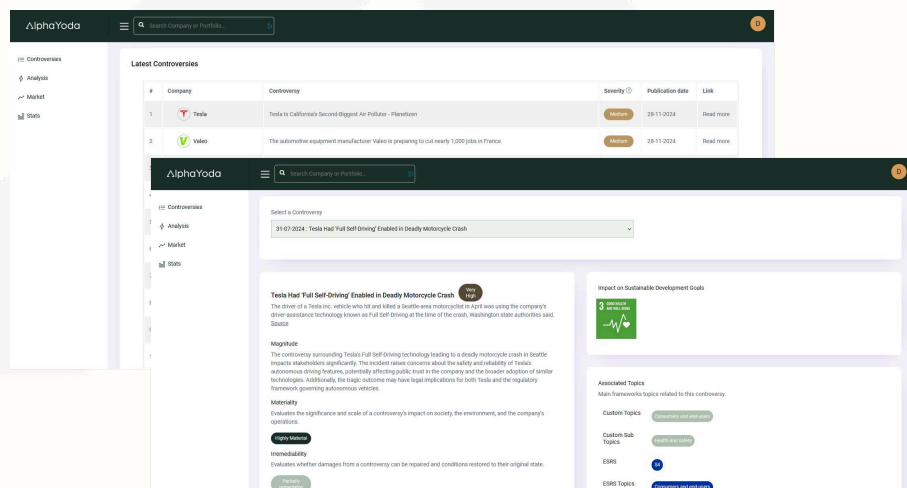 AlphaYoda
Search Company or Portfolio...
D
Controversies
Analysis
Market
Stats
Latest Controversies
# Company Controversy Severity Publication date Link
1 Tesla Tesla Is California's Second-Biggest Air Polluter - Planetizen Medium 28-11-2024 Read more
2 Valeo The automotive equipment manufacturer Valeo is preparing to cut nearly 1,000 jobs in France. Medium 28-11-2024 Read more
AlphaYoda
Search Company or Portfolio...
D
Controversies
Analysis
Market
Stats
Select a Controversy
31-07-2024 : Tesla Had 'Full Self-Driving' Enabled in Deadly Motorcycle Crash
Tesla Had 'Full Self-Driving' Enabled in Deadly Motorcycle Crash
Very
High
The driver of a Tesla Inc. vehicle who hit and killed a Seattle-area motorcyclist in April was using the company's
driver-assistance technology known as Full Self-Driving at the time of the crash, Washington state authorities said.
Source
Magnitude
The controversy surrounding Tesla's Full Self-Driving technology leading to a deadly motorcycle crash in Seattle
impacts stakeholders significantly. The incident raises concerns about the safety and reliability of Tesla's
autonomous driving features, potentially affecting public trust in the company and the broader adoption of similar
technologies. Additionally, the tragic outcome may have legal implications for both Tesla and the regulatory
framework governing autonomous vehicles.
Materiality
Evaluates the significance and scale of a controversy's impact on society, the environment, and the company's
operations.
Highly Material
Irremediability
Evaluates whether damages from a controversy can be repaired and conditions restored to their original state.
Partially
Impact on Sustainable Development Goals
3 GOOD HEALTH
AND WELL-BEING
Associated Topics
Main frameworks topics related to this controversy.
Custom Topics Consumers and end-users
Custom Sub
Topics
Health and safety
ESRS S4
ESRS Topics Consumers and end-users